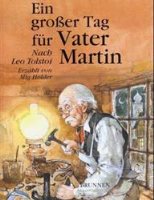 Ein
großer Tag
für Vater
Martin
Nach
Leo Tolstoi
Erzählt von
Mig Holder
BRUNNEN